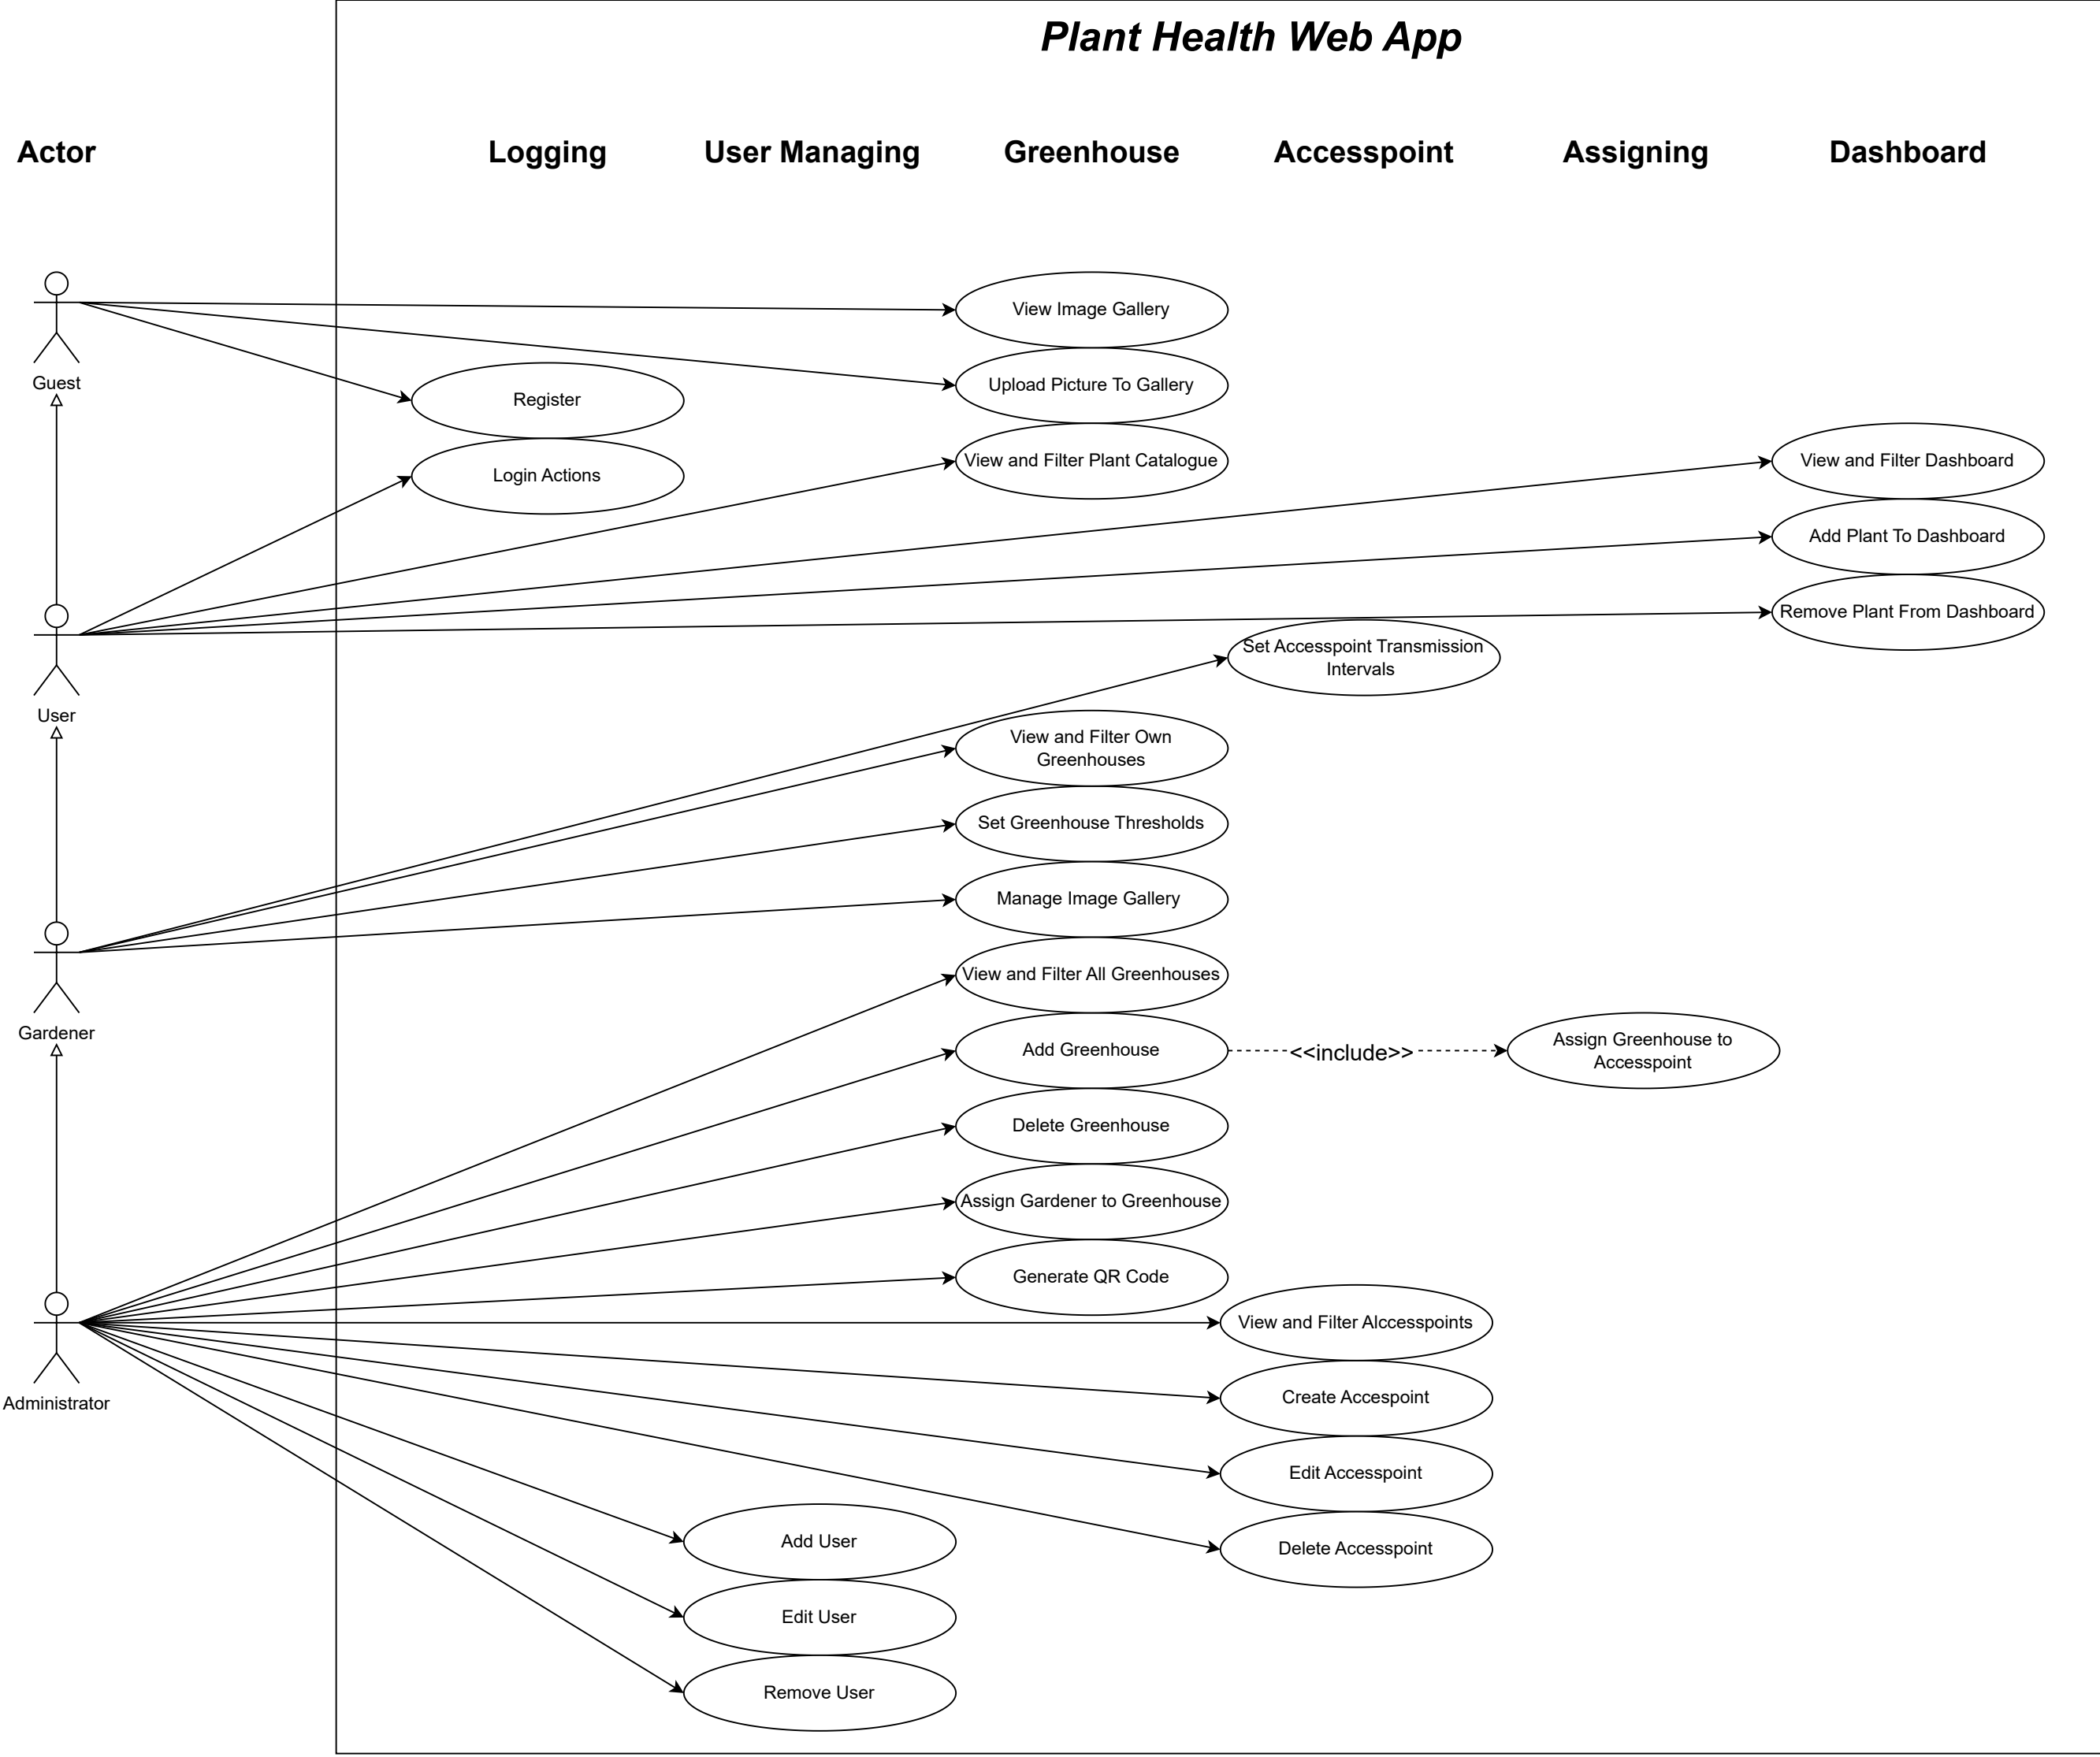 Plant Health Web App
Actor
Logging
User Managing
Greenhouse
Accesspoint
Assigning
Dashboard
View Image Gallery
Guest
Upload Picture To Gallery
Register
View and Filter Plant Catalogue
View and Filter Dashboard
Login Actions
Add Plant To Dashboard
Remove Plant From Dashboard
Set Accesspoint Transmission
Intervals
User
View and Filter Own
Greenhouses
Set Greenhouse Thresholds
Manage Image Gallery
View and Filter All Greenhouses
Gardener
Add Greenhouse
<<include>>
Assign Greenhouse to
Accesspoint
Delete Greenhouse
Assign Gardener to Greenhouse
Generate QR Code
View and Filter Alccesspoints
Administrator
Create Accespoint
Edit Accesspoint
Add User
Delete Accesspoint
Edit User
Remove User